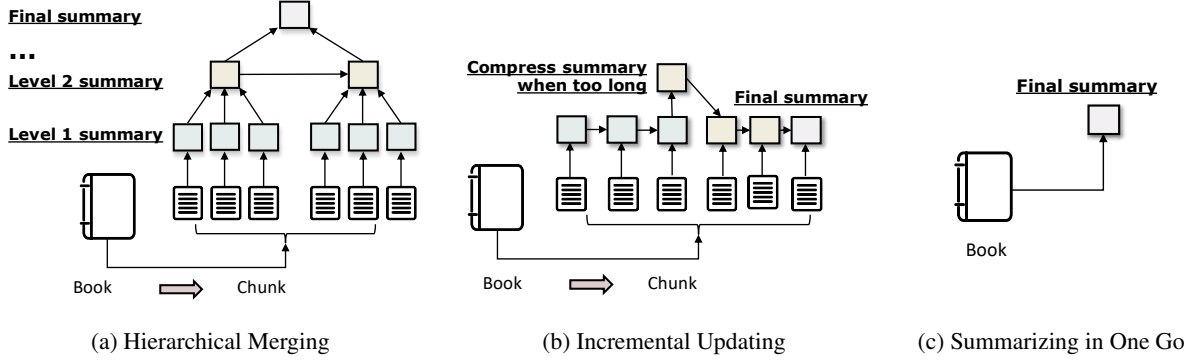 Final summary
...
Level 2 summary
Level 1 summary
Book
Chunk
(a) Hierarchical Merging
Compress summary
when too long
Final summary
Book
Chunk
(b) Incremental Updating
Final summary
Book
(c) Summarizing in One Go